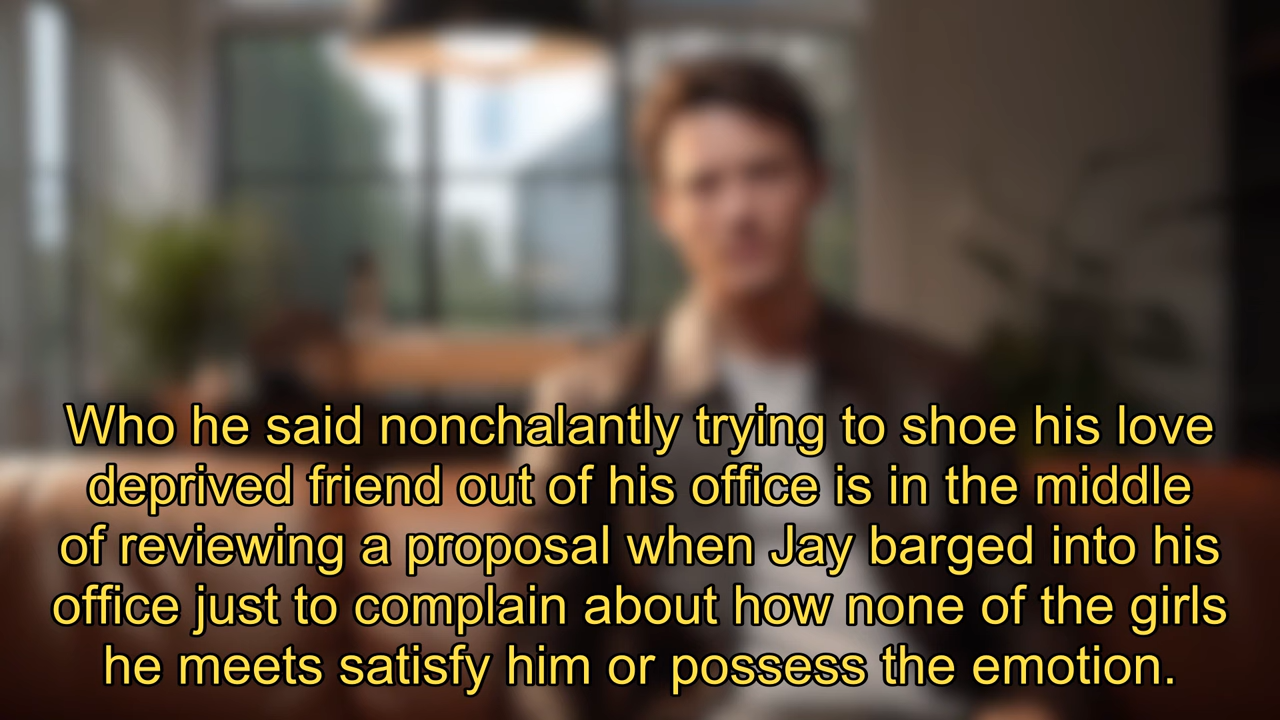 Who he said nonchalantly trying to shoe his love
deprived friend out of his office is in the middle
of reviewing a proposal when Jay barged into his
office just to complain about how none of the girls
he meets satisfy him or possess the emotion.